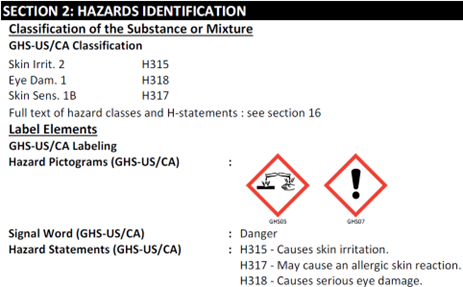 SECTION 2: HAZARDS IDENTIFICATION
Classification of the Substance or Mixture
GHS-US/CA Classification
Skin Irrit. 2 H315
Eye Dam. 1 H318
Skin Sens. 1B H317
Full text of hazard classes and H-statements : see section 16
Label Elements
GHS-US/CA Labeling
Hazard Pictograms (GHS-US/CA) :
GHS05 GHS07
Signal Word (GHS-US/CA) : Danger
Hazard Statements (GHS-US/CA) : H315 - Causes skin irritation.
H317 - May cause an allergic skin reaction.
H318 - Causes serious eye damage.